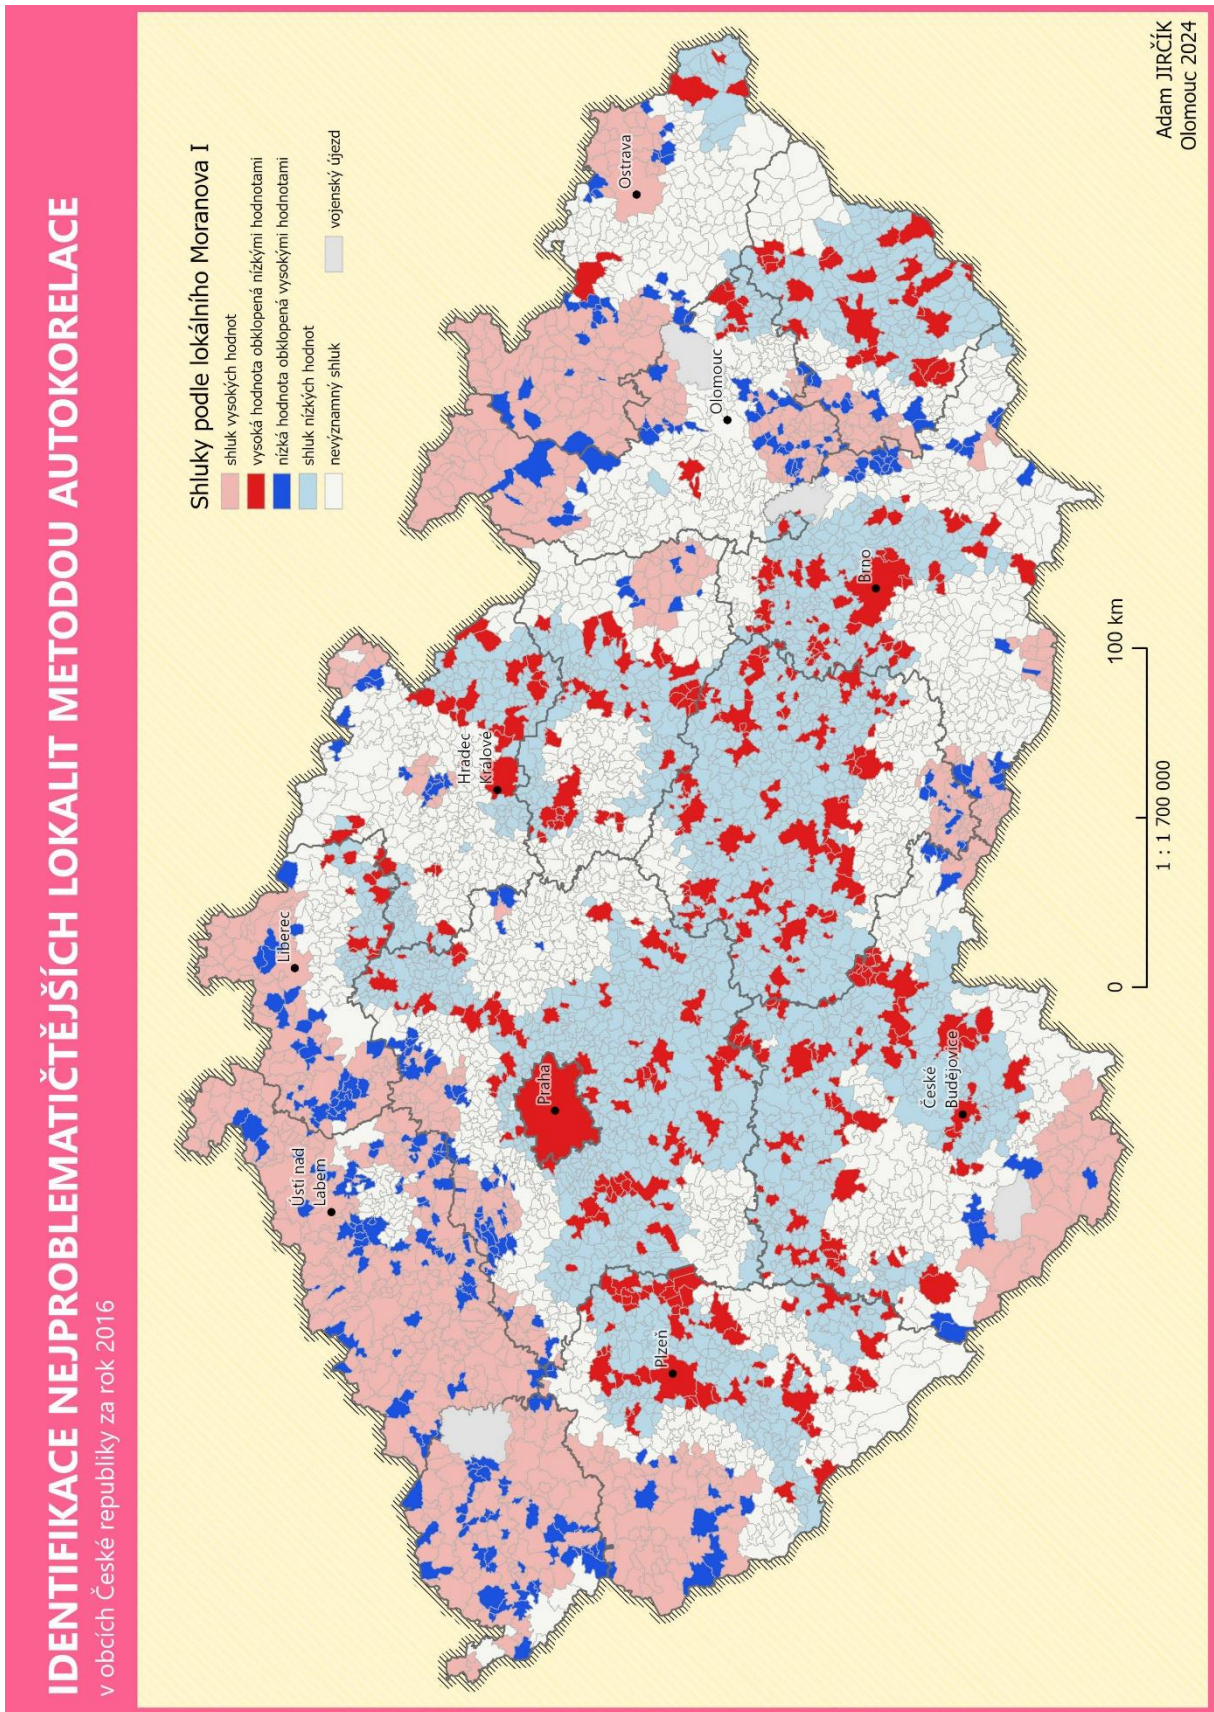 IDENTIFIKACE NEJPROBLEMATIČTĚJŠÍCH LOKALIT METODOU AUTOKORELACE
v obcích České republiky za rok 2016
Shluky podle lokálního Moranova I
shluk vysokých hodnot
vysoká hodnota obklopená nízkými hodnotami
nízká hodnota obklopená vysokými hodnotami
shluk nízkých hodnot
nevýznamný shluk
vojenský újezd
Liberec
Ústí nad
Labem
Hradec
Králové
Praha
Ostrava
Plzeň
Olomouc
Brno
České
Budějovice
0
100 km
1 : 1 700 000
Adam JIRČÍK
Olomouc 2024